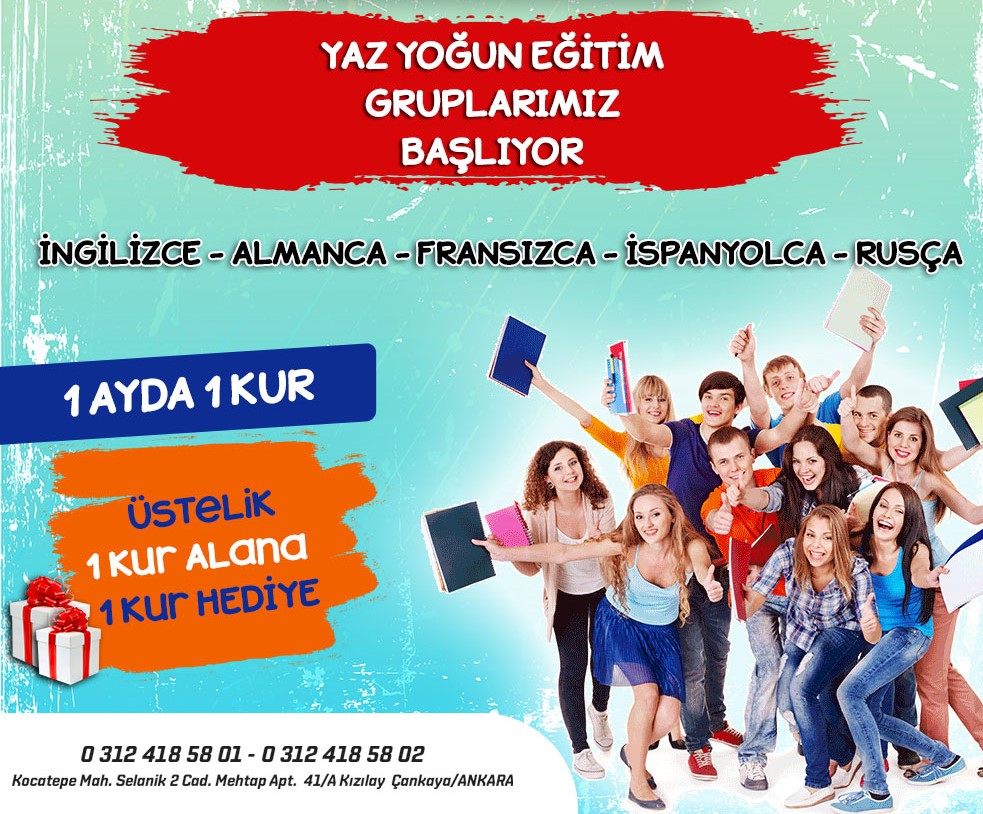 YAZ YOĞUN EĞİTİM
GRUPLARIMIZ
BAŞLIYOR
İNGİLİZCE - ALMANCA - FRANSIZCA - İSPANYOLCA - RUSÇA
1 AYDA 1 KUR
ÜSTELİK
1 KUR ALANA
1 KUR HEDİYE
0 312 418 58 01 - 0 312 418 58 02
Kocatepe Mah. Selanik 2 Cad. Mehtap Apt. 41/A Kızılay Çankaya/ANKARA